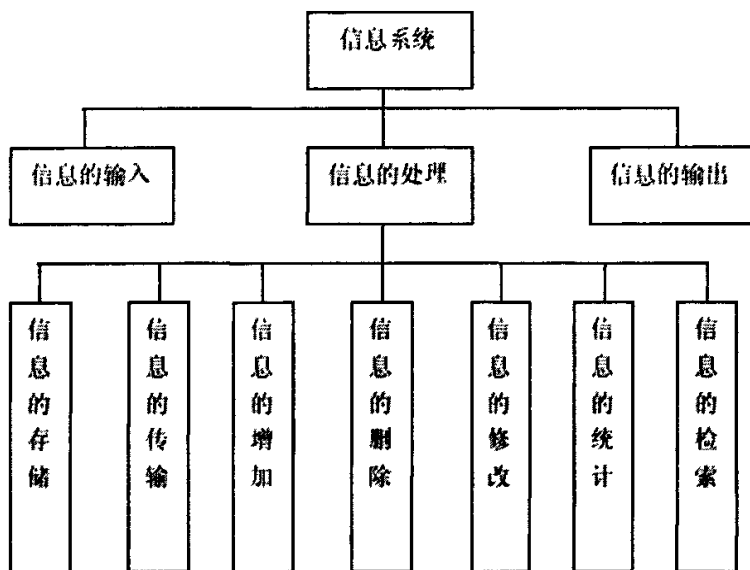 信息系统
信息的输入
信息的处理
信息的输出
信息的存储
信息的传输
信息的增加
信息的删除
信息的修改
信息的统计
信息的检索